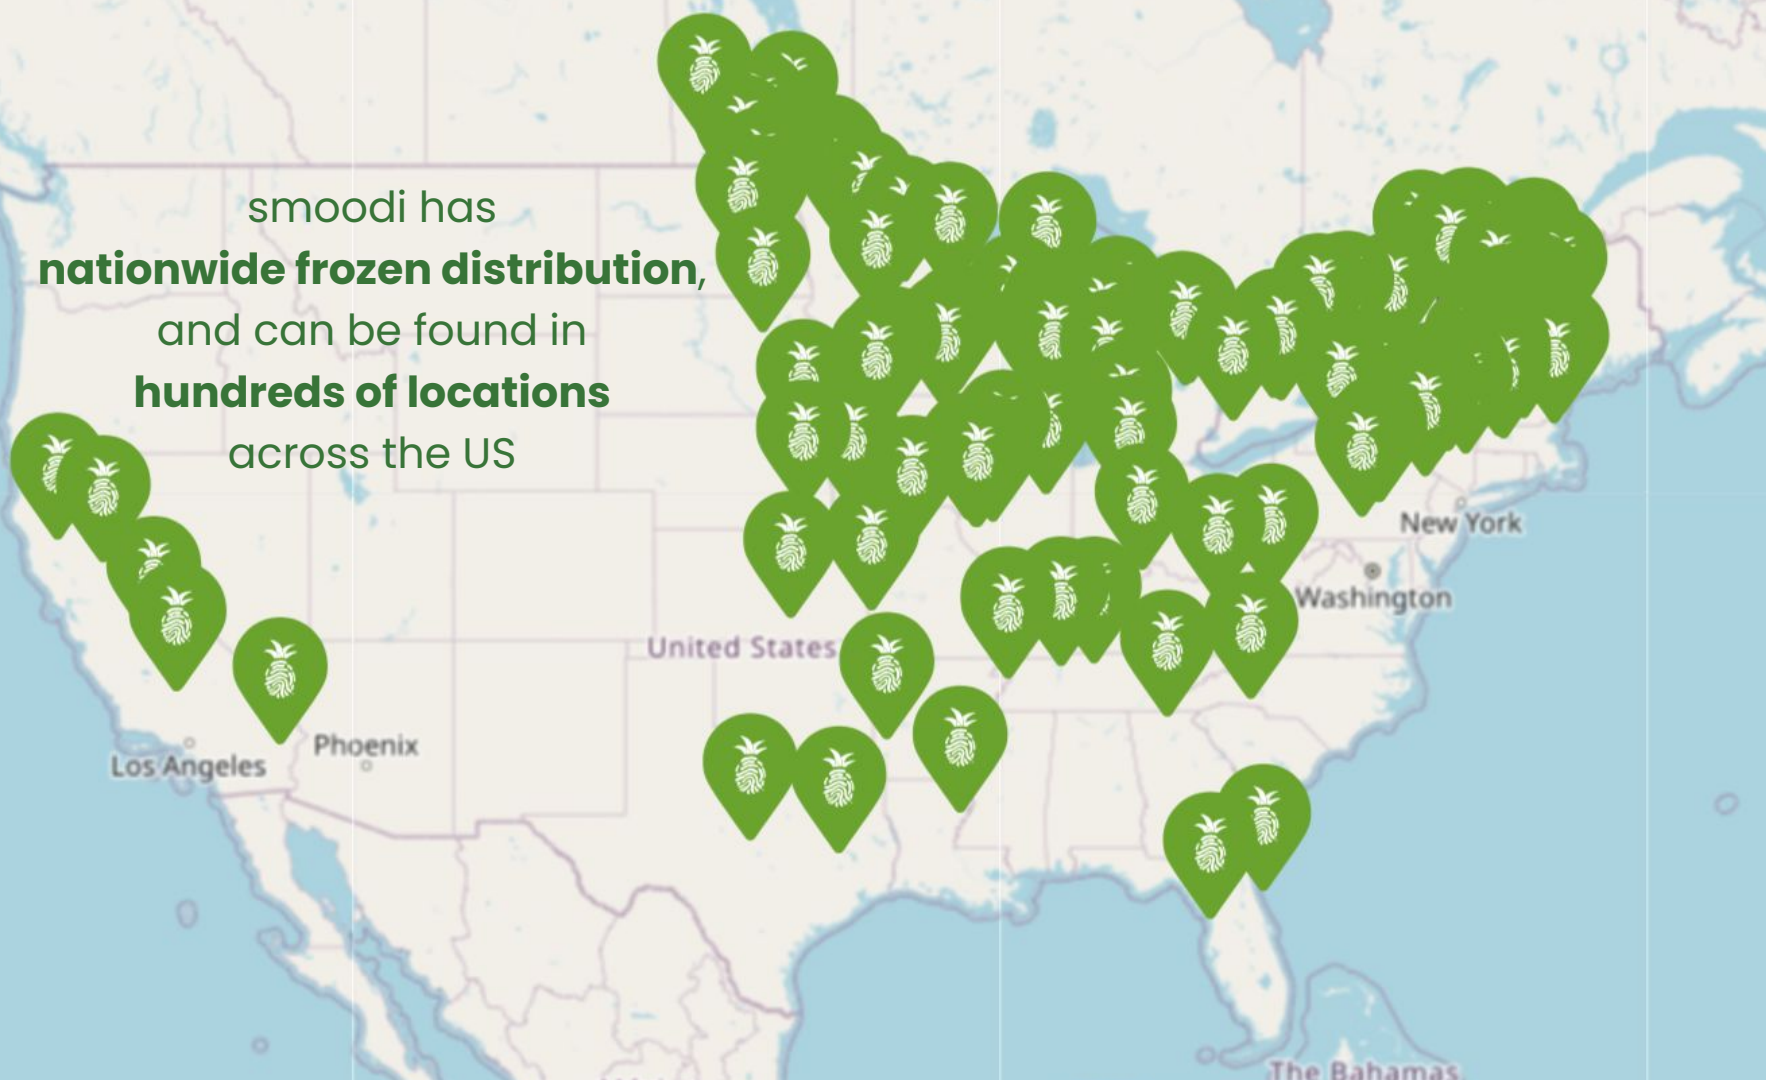 smoodi has
nationwide frozen distribution,
and can be found in
hundreds of locations
across the US
New York
Washington
United States
Phoenix
Los Angeles
The Bahamas